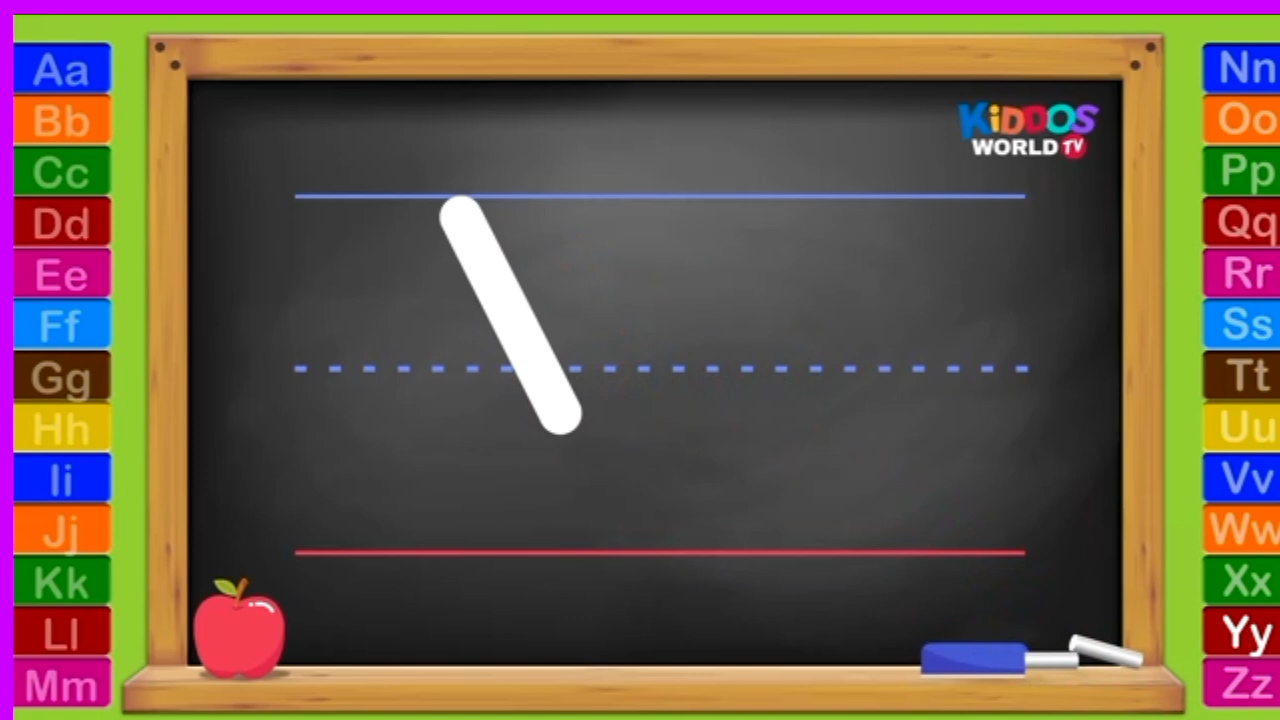 Aa
Bb
Cc
Dd
Ee
Ff
Gg
Hh
Ii
Jj
Kk
Ll
Mm
KiDDOS
WORLD TV
Nn
Oo
Pp
Qq
Rr
Ss
Tt
Uu
Vv
Ww
Xx
Yy
Zz